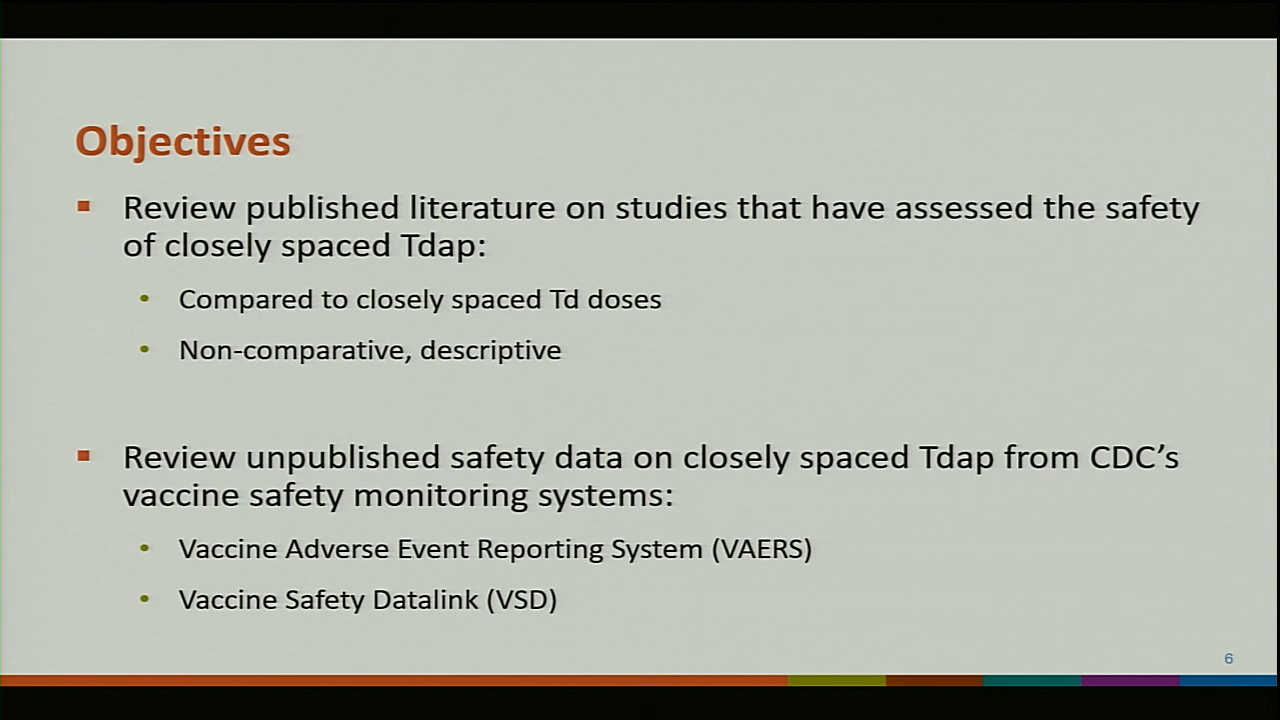 Objectives
▪ Review published literature on studies that have assessed the safety
of closely spaced Tdap:
• Compared to closely spaced Td doses
• Non-comparative, descriptive
▪ Review unpublished safety data on closely spaced Tdap from CDC’s
vaccine safety monitoring systems:
• Vaccine Adverse Event Reporting System (VAERS)
• Vaccine Safety Datalink (VSD)
6